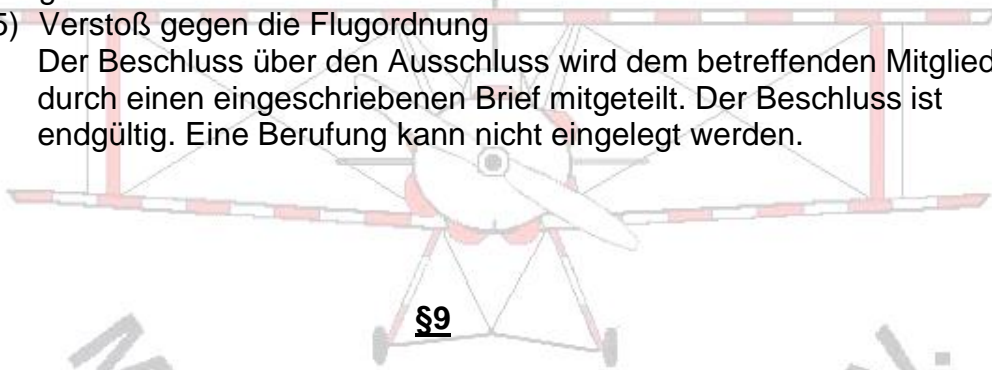 5) Verstoß gegen die Flugordnung
Der Beschluss über den Ausschluss wird dem betreffenden Mitglied
durch einen eingeschriebenen Brief mitgeteilt. Der Beschluss ist
endgültig. Eine Berufung kann nicht eingelegt werden.
§9